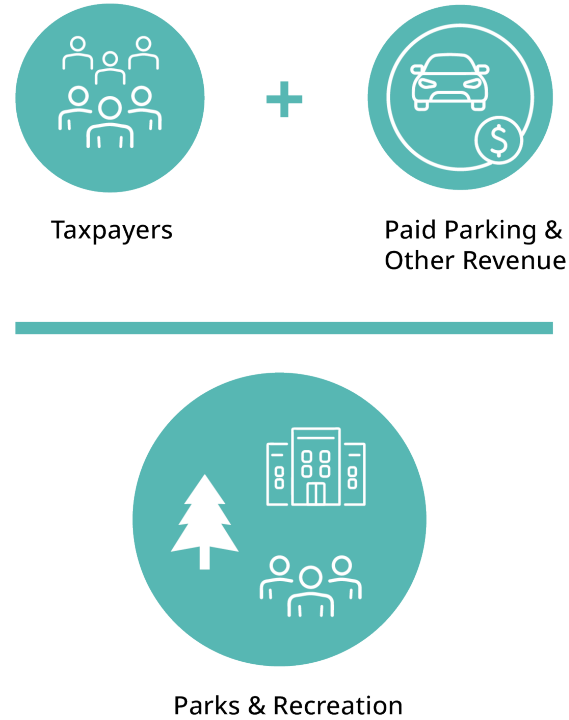 Taxpayers
+
$
Paid Parking &
Other Revenue
Parks & Recreation